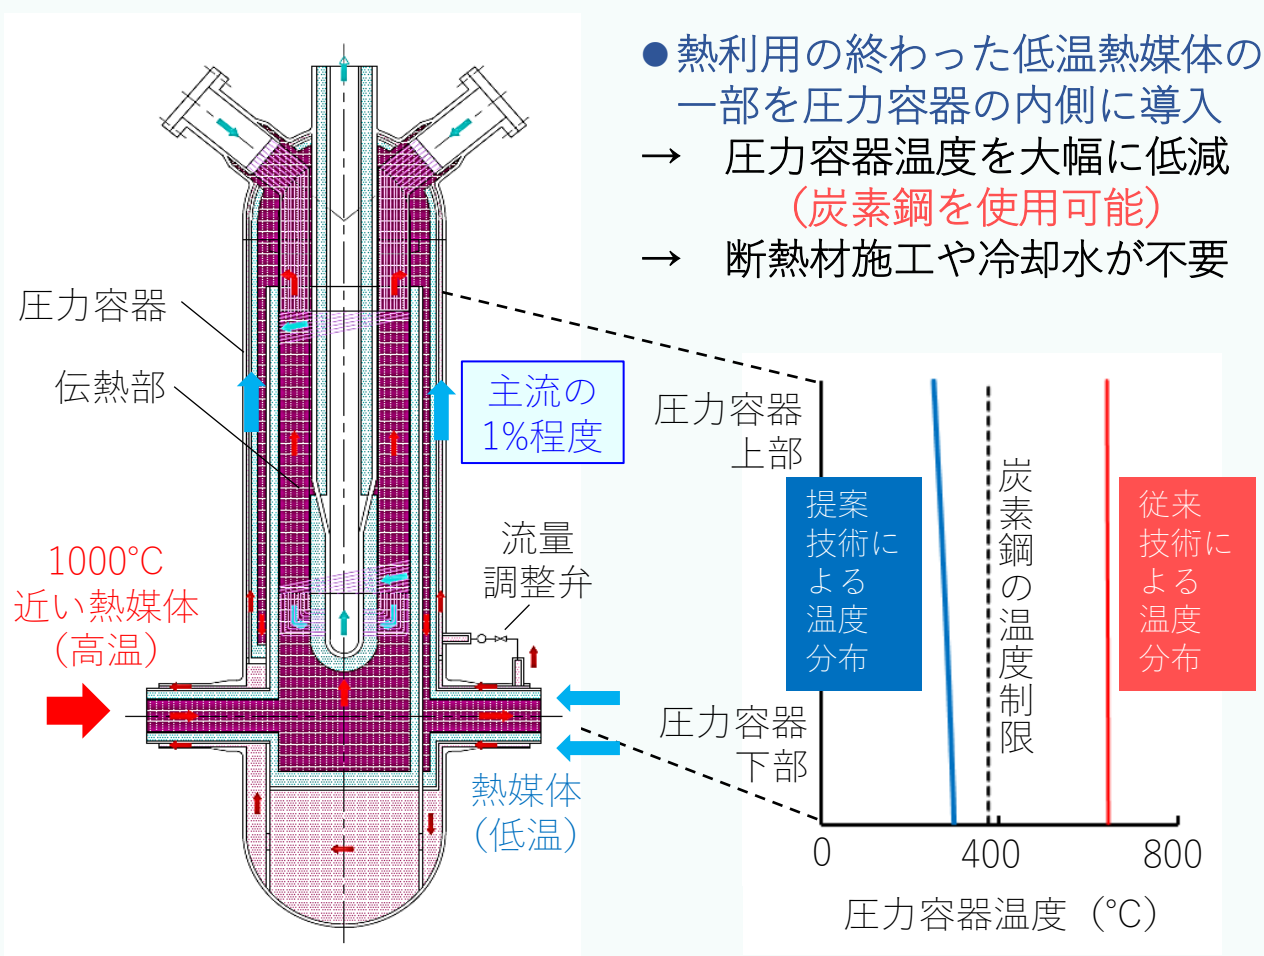 ●熱利用の終わった低温熱媒体の
一部を圧力容器の内側に導入
→ 圧力容器温度を大幅に低減
（炭素鋼を使用可能）
→ 断熱材施工や冷却水が不要
圧力容器
伝熱部
主流の
1%程度
流量
調整弁
1000℃
近い熱媒体
（高温）
熱媒体
（低温）
圧力容器
上部
提案
技術に
よる
温度
分布
炭素鋼の温度制限
従来
技術に
よる
温度
分布
圧力容器
下部
0
400
800
圧力容器温度（℃）